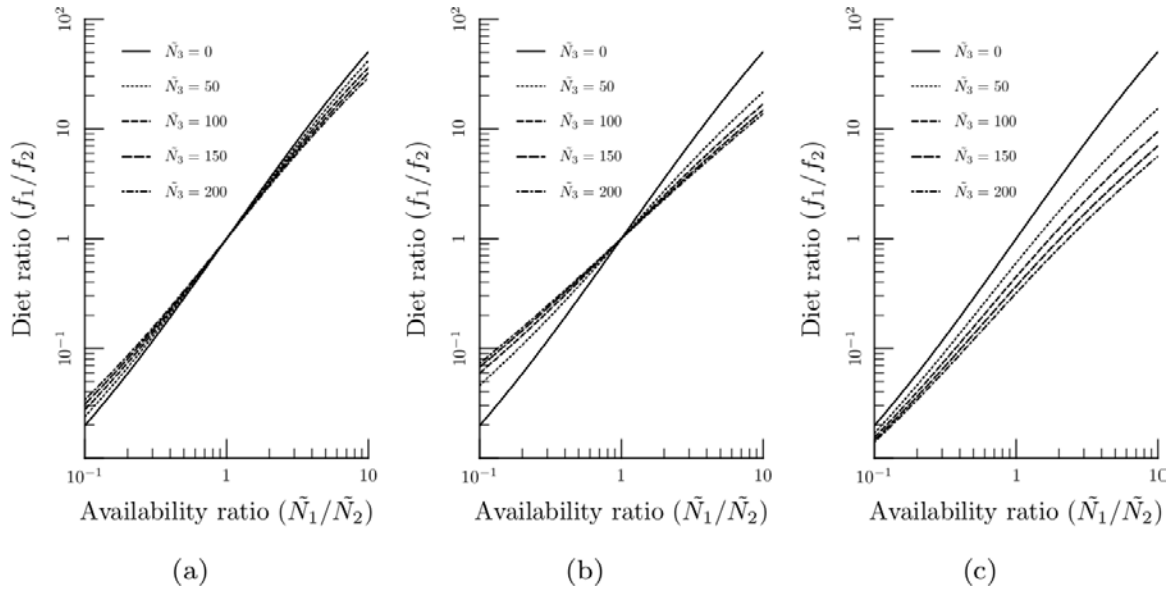 10²
10
1
10⁻¹
Diet ratio (f₁/f₂)
Ñ₃ = 0
Ñ₃ = 50
Ñ₃ = 100
Ñ₃ = 150
Ñ₃ = 200
10⁻¹ 1 10
Availability ratio (Ñ₁/Ñ₂)
(a)
10²
10
1
10⁻¹
Diet ratio (f₁/f₂)
Ñ₃ = 0
Ñ₃ = 50
Ñ₃ = 100
Ñ₃ = 150
Ñ₃ = 200
10⁻¹ 1 10
Availability ratio (Ñ₁/Ñ₂)
(b)
10²
10
1
10⁻¹
Diet ratio (f₁/f₂)
Ñ₃ = 0
Ñ₃ = 50
Ñ₃ = 100
Ñ₃ = 150
Ñ₃ = 200
10⁻¹ 1 10
Availability ratio (Ñ₁/Ñ₂)
(c)